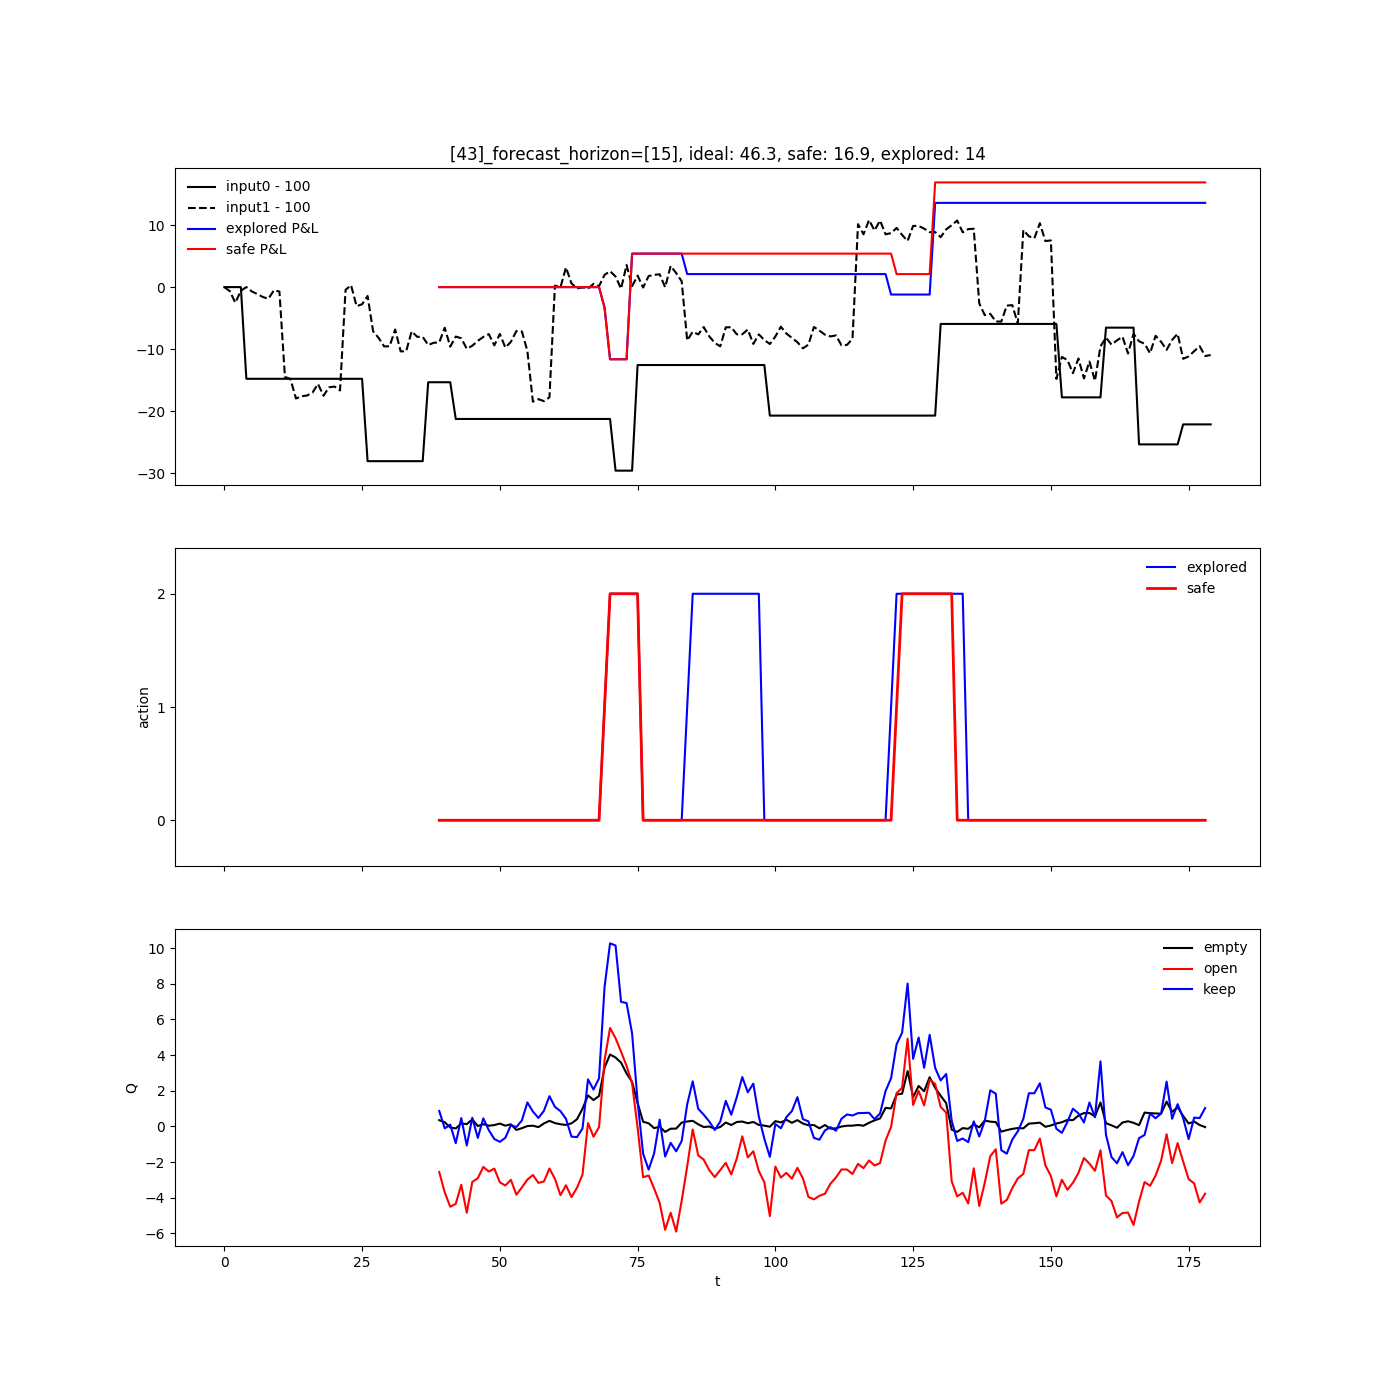 [43]_forecast_horizon=[15], ideal: 46.3, safe: 16.9, explored: 14
input0 - 100
input1 - 100
explored P&L
safe P&L
10
0
−10
−20
−30
explored
safe
2
1
0
action
empty
open
keep
10
8
6
4
2
0
−2
−4
−6
Q
0 25 50 75 100 125 150 175
t